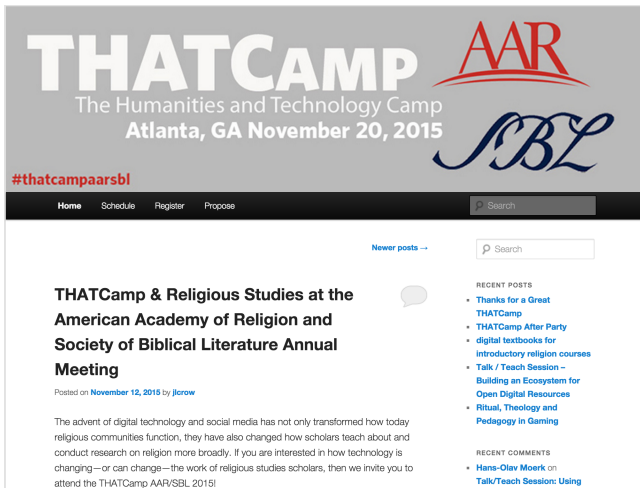 THATCAMP
The Humanities and Technology Camp
Atlanta, GA November 20, 2015
AAR
SBL
#thatcampaarsbl
Home Schedule Register Propose Search
Newer posts →
Search
THATCamp & Religious Studies at the
American Academy of Religion and
Society of Biblical Literature Annual
Meeting
Posted on November 12, 2015 by jlcrow
The advent of digital technology and social media has not only transformed how today
religious communities function, they have also changed how scholars teach about and
conduct research on religion more broadly. If you are interested in how technology is
changing—or can change—the work of religious studies scholars, then we invite you to
attend the THATCamp AAR/SBL 2015!
RECENT POSTS
Thanks for a Great
THATCamp
THATCamp After Party
digital textbooks for
introductory religion courses
Talk / Teach Session –
Building an Ecosystem for
Open Digital Resources
Ritual, Theology and
Pedagogy in Gaming
RECENT COMMENTS
Hans-Olav Moerk on
Talk/Teach Session: Using